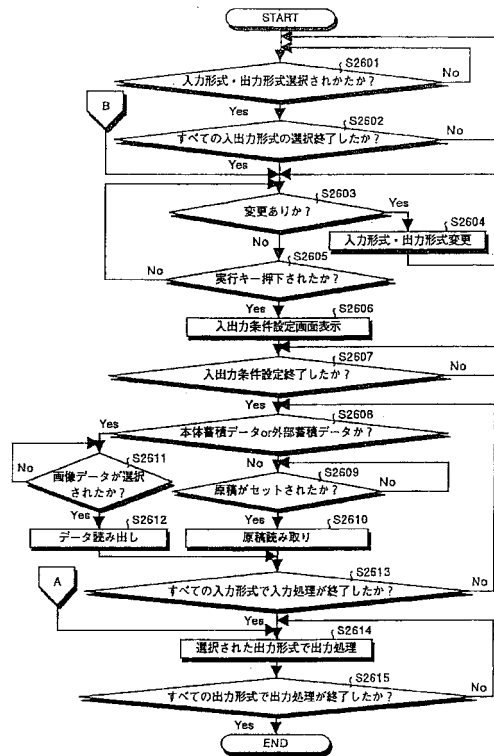 START
S2601
入力形式・出力形式選択されかたか？
No
Yes
B
S2602
すべての入出力形式の選択終了したか？
No
Yes
S2603
変更ありか？
Yes
S2604
入力形式・出力形式変更
No
S2605
実行キー押下されたか？
No
Yes
S2606
入出力条件設定画面表示
S2607
入出力条件設定終了したか？
No
Yes
S2608
本体蓄積データor外部蓄積データか？
Yes
No
S2611
画像データが選択
されたか？
No
Yes
S2609
原稿がセットされたか？
No
Yes
S2612
データ読み出し
S2610
原稿読み取り
S2613
すべての入力形式で入力処理が終了したか？
No
A
Yes
S2614
選択された出力形式で出力処理
S2615
すべての出力形式で出力処理が終了したか？
No
Yes
END